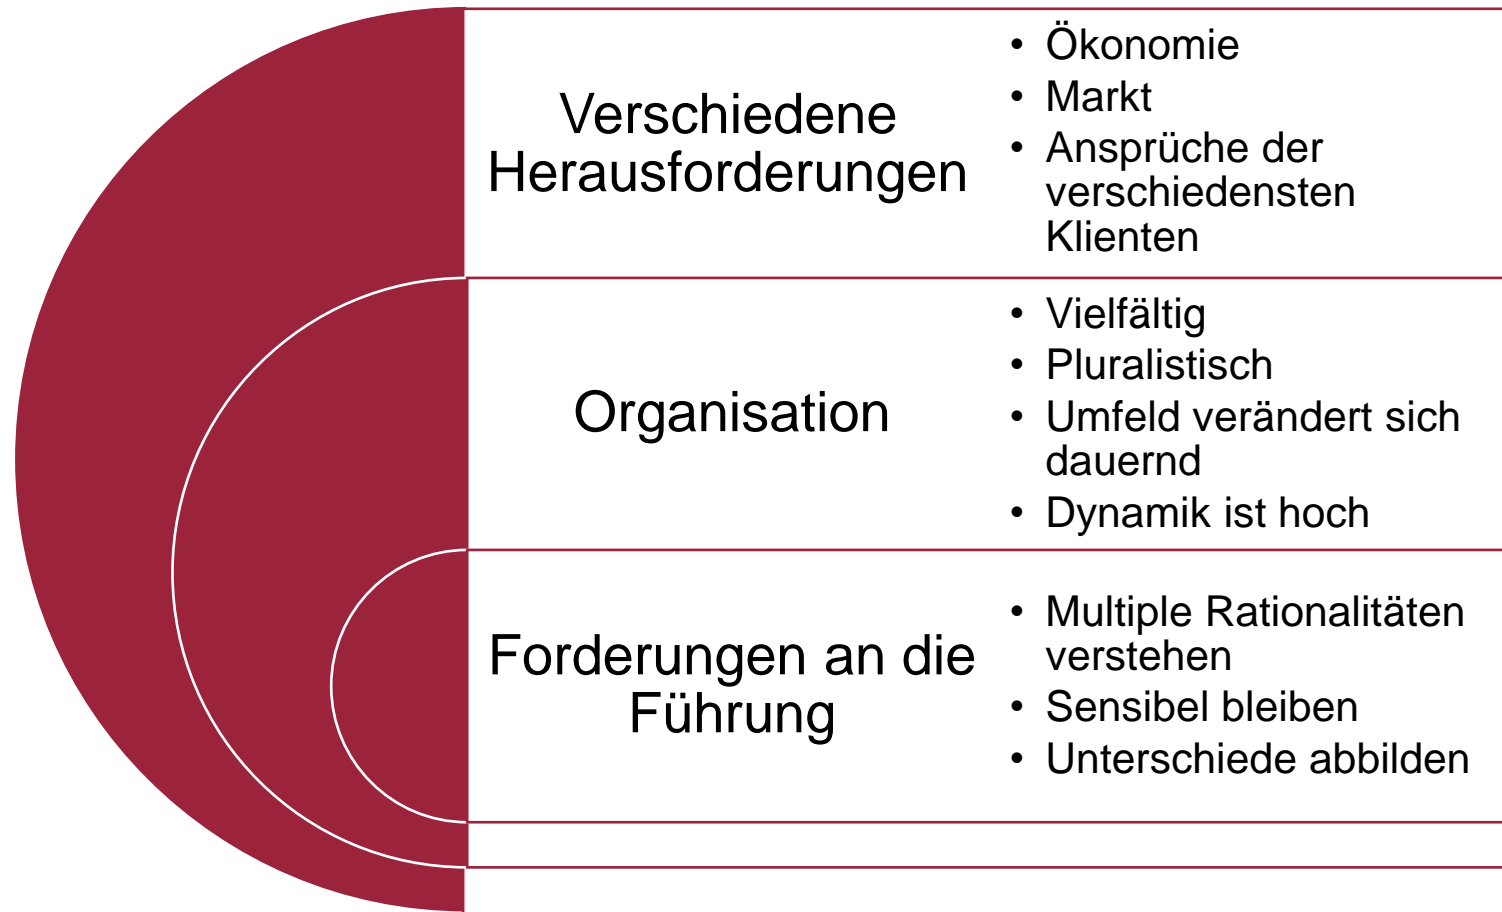 Verschiedene
Herausforderungen
• Ökonomie
• Markt
• Ansprüche der
verschiedensten
Klienten
Organisation
• Vielfältig
• Pluralistisch
• Umfeld verändert sich
dauernd
• Dynamik ist hoch
Forderungen an die
Führung
• Multiple Rationalitäten
verstehen
• Sensibel bleiben
• Unterschiede abbilden